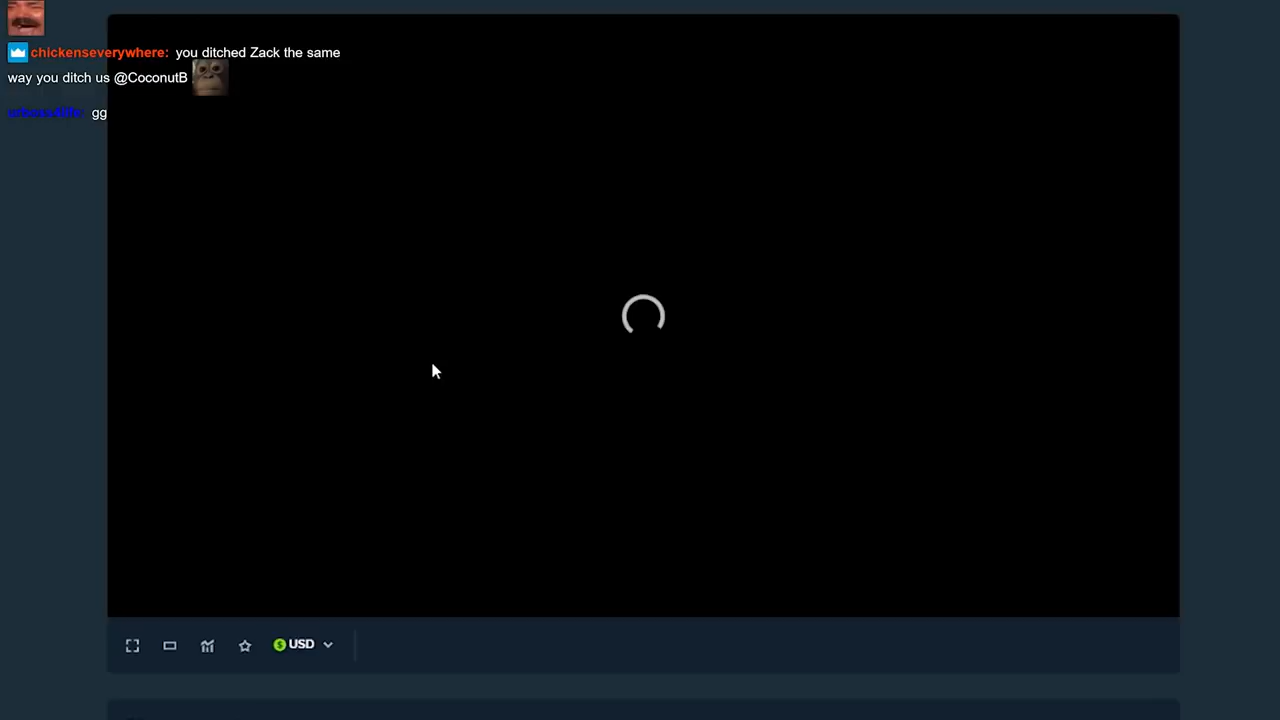 chickenseverywhere: you ditched Zack the same
way you ditch us @CoconutB
gg
USD